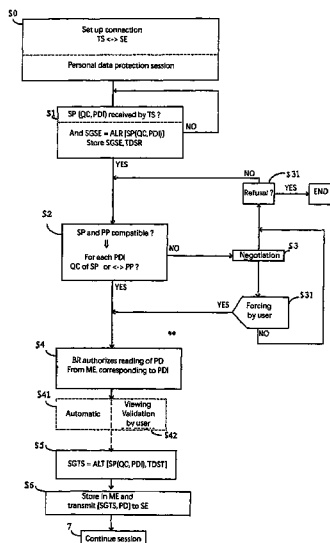 S0
Set up connection
TS <-> SE
Personal data protection session
S1
SP (QC, PDI) received by TS ?
And SGSE = ALR [SP(QC, PDI)]
Store SGSE, TDSR
NO
YES
NO
S31
Refusal ?
YES
END
S2
SP and PP compatible ?
⇓
For each PDI
QC of SP or <-> PP ?
NO
Negotiation
S3
YES
YES
Forcing
by user
S31
NO
S4
BR authorizes reading of PD
From ME, corresponding to PDI
S41
Automatic
Viewing
Validation
by user
S42
S5
SGTS = ALT [SP(QC, PDI), TDST]
S6
Store in ME and
transmit [SGTS, PD] to SE
7
Continue session